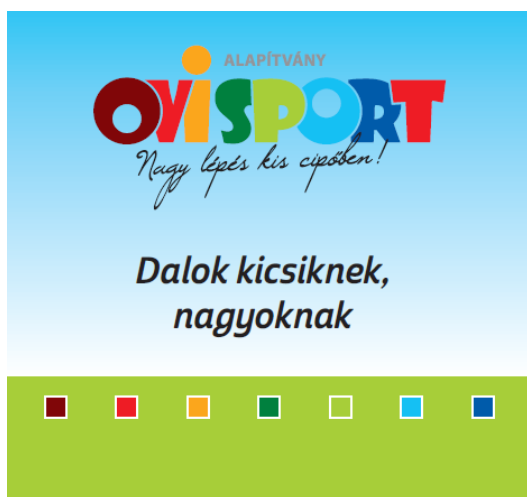 ALAPÍTVÁNY
OVISPORT
Nagy lépés kis cipőben!
Dalok kicsiknek,
nagyoknak